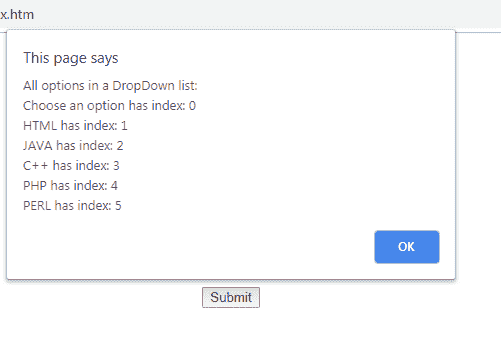 x.htm
This page says
All options in a DropDown list:
Choose an option has index: 0
HTML has index: 1
JAVA has index: 2
C++ has index: 3
PHP has index: 4
PERL has index: 5
OK
Submit